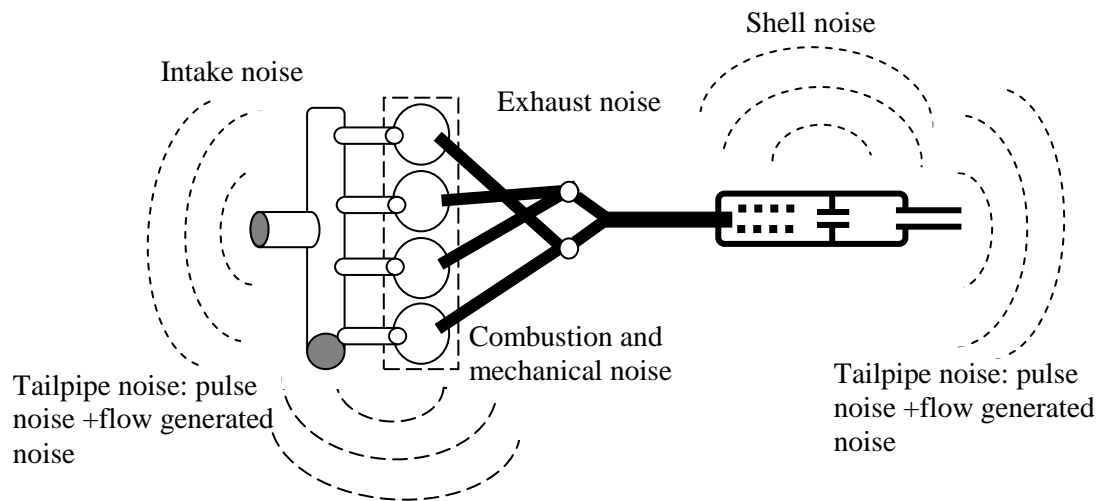 Shell noise
Intake noise
Exhaust noise
Combustion and
mechanical noise
Tailpipe noise: pulse
noise +flow generated
noise
Tailpipe noise: pulse
noise +flow generated
noise